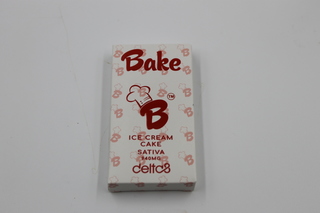 Bake
B
TM
ICE CREAM
CAKE
SATIVA
940MG
delta8